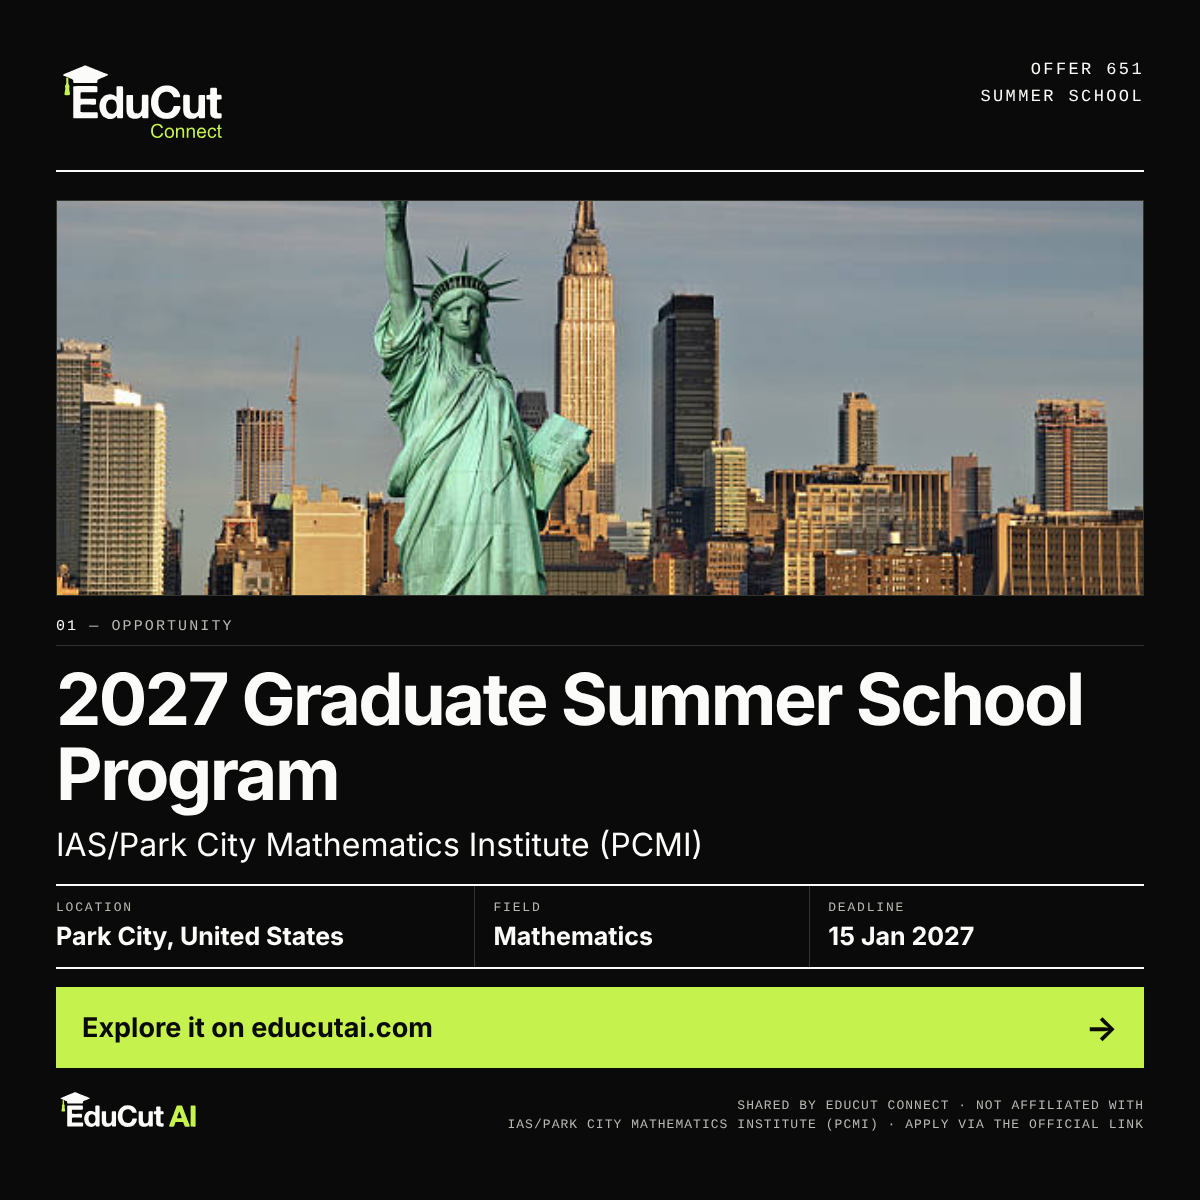 EduCut
Connect
OFFER 651
SUMMER SCHOOL
01 — OPPORTUNITY
2027 Graduate Summer School
Program
IAS/Park City Mathematics Institute (PCMI)
LOCATION
Park City, United States
FIELD
Mathematics
DEADLINE
15 Jan 2027
Explore it on educutai.com →
EduCut AI
SHARED BY EDUCUT CONNECT · NOT AFFILIATED WITH
IAS/PARK CITY MATHEMATICS INSTITUTE (PCMI) · APPLY VIA THE OFFICIAL LINK